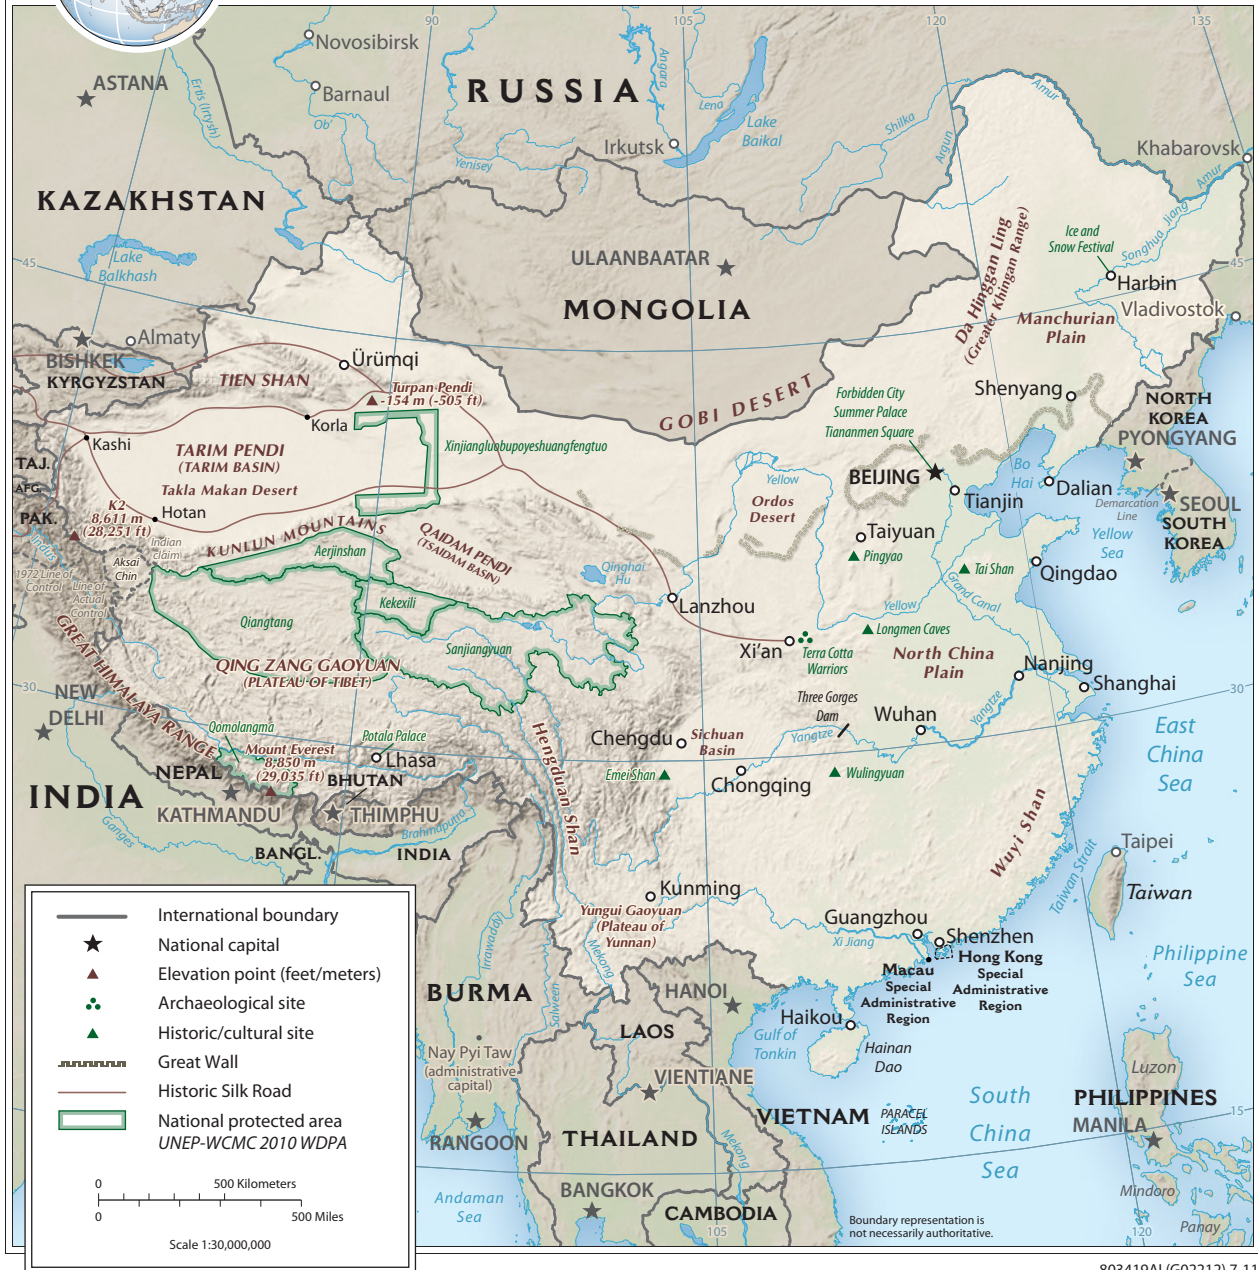 90
105
120
135
Novosibirsk
ASTANA
Barnaul
Ertis (Irtysh)
Ob'
RUSSIA
Angara
Lena
Lake
Baikal
Irkutsk
Yenisey
Shilka
Argun
Amur
Khabarovsk
Amur
KAZAKHSTAN
Lake
Balkhash
45
ULAANBAATAR
MONGOLIA
Da Hinggan Ling
(Greater Khingan Range)
Ice and
Snow Festival
Songhua Jiang
Harbin
45
Vladivostok
Manchurian
Plain
Almaty
BISHKEK
KYRGYZSTAN
Ürümqi
TIEN SHAN
Turpan Pendi
-154 m (-505 ft)
GOBI DESERT
Forbidden City
Summer Palace
Tiananmen Square
Shenyang
NORTH
KOREA
PYONGYANG
Kashi
Korla
TARIM PENDI
(TARIM BASIN)
Xinjiangluobupoyeshuangfengtuo
TAJ.
AFG.
PAK.
Takla Makan Desert
K2
8,611 m
(28,251 ft)
Hotan
BEIJING
Tianjin
Bo
Hai
Dalian
Demarcation
Line
SEOUL
SOUTH
KOREA
Yellow
Ordos
Desert
Indus
Indian
claim
Aksai
Chin
1972 Line of
Control
Line of
Actual
Control
KUNLUN MOUNTAINS
Aerjinshan
QAIDAM PENDI
(TSAIDAM BASIN)
Qinghai
Hu
Taiyuan
Pingyao
Tai Shan
Yellow
Sea
Qingdao
Kekexili
Qiangtang
Lanzhou
Yellow
Grand Canal
Longmen Caves
Sanjiangyuan
Xi'an
Terra Cotta
Warriors
North China
Plain
GREAT HIMALAYA RANGE
QING ZANG GAOYUAN
(PLATEAU OF TIBET)
Nanjing
Shanghai
30
30
NEW
DELHI
Three Gorges
Dam
Yangtze
Yangtze
Wuhan
East
China
Sea
Qomolangma
Mount Everest
8,850 m
(29,035 ft)
Potala Palace
Lhasa
Hengduan Shan
Chengdu
Sichuan
Basin
Emei Shan
Chongqing
Wulingyuan
NEPAL
KATHMANDU
BHUTAN
THIMPHU
INDIA
Ganges
BANGL.
Brahmaputra
INDIA
Wuyi Shan
Taiwan Strait
Taipei
Taiwan
Kunming
Yungui Gaoyuan
(Plateau of
Yunnan)
Guangzhou
Xi Jiang
Shenzhen
Hong Kong
Special
Administrative
Region
Macau
Special
Administrative
Region
Philippine
Sea
Irrawaddy
Mekong
Salween
BURMA
HANOI
LAOS
Haikou
Gulf of
Tonkin
Hainan
Dao
Nay Pyi Taw
(administrative
capital)
VIENTIANE
RANGOON
THAILAND
VIETNAM
PARACEL
ISLANDS
South
China
Sea
Luzon
PHILIPPINES
MANILA
15
Mekong
Andaman
Sea
BANGKOK
CAMBODIA
Mindoro
Panay
105
120
Boundary representation is
not necessarily authoritative.
International boundary
National capital
Elevation point (feet/meters)
Archaeological site
Historic/cultural site
Great Wall
Historic Silk Road
National protected area
UNEP-WCMC 2010 WDPA
0 500 Kilometers
0 500 Miles
Scale 1:30,000,000
803419AI (G02212) 7-11